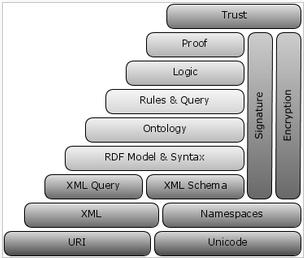 Trust
Proof
Logic
Rules & Query
Ontology
RDF Model & Syntax
Signature
Encryption
XML Query
XML Schema
XML
Namespaces
URI
Unicode